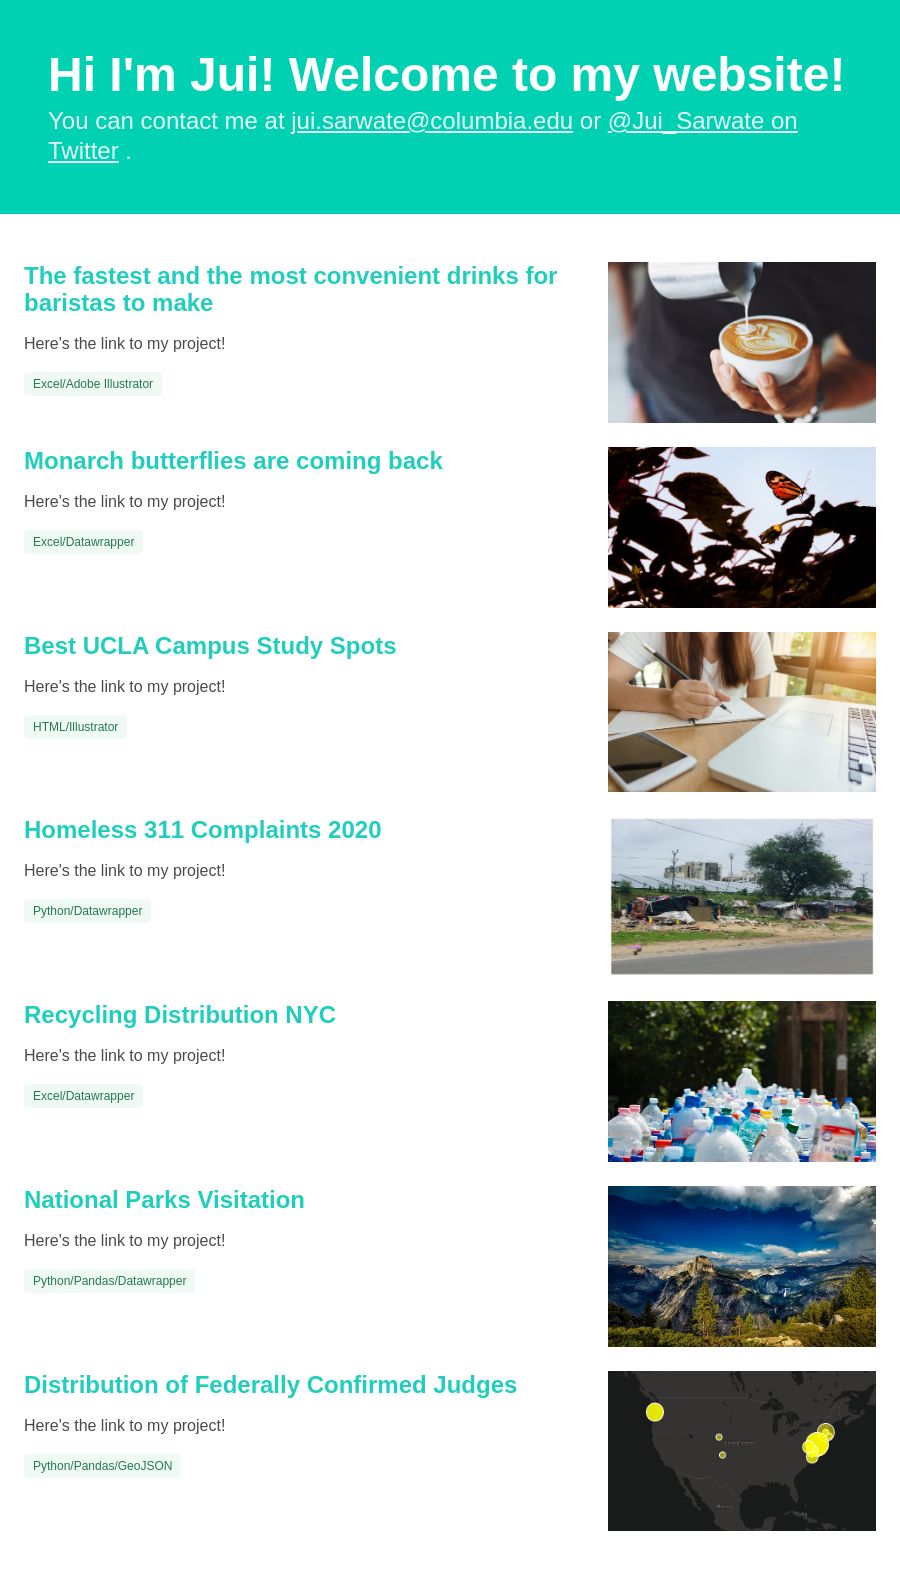 Hi I'm Jui! Welcome to my website!
You can contact me at jui.sarwate@columbia.edu or @Jui_Sarwate on
Twitter .
The fastest and the most convenient drinks for
baristas to make
Here's the link to my project!
Excel/Adobe Illustrator
Monarch butterflies are coming back
Here's the link to my project!
Excel/Datawrapper
Best UCLA Campus Study Spots
Here's the link to my project!
HTML/Illustrator
Homeless 311 Complaints 2020
Here's the link to my project!
Python/Datawrapper
Recycling Distribution NYC
Here's the link to my project!
Excel/Datawrapper
National Parks Visitation
Here's the link to my project!
Python/Pandas/Datawrapper
Distribution of Federally Confirmed Judges
Here's the link to my project!
Python/Pandas/GeoJSON
Mexico
Cuba